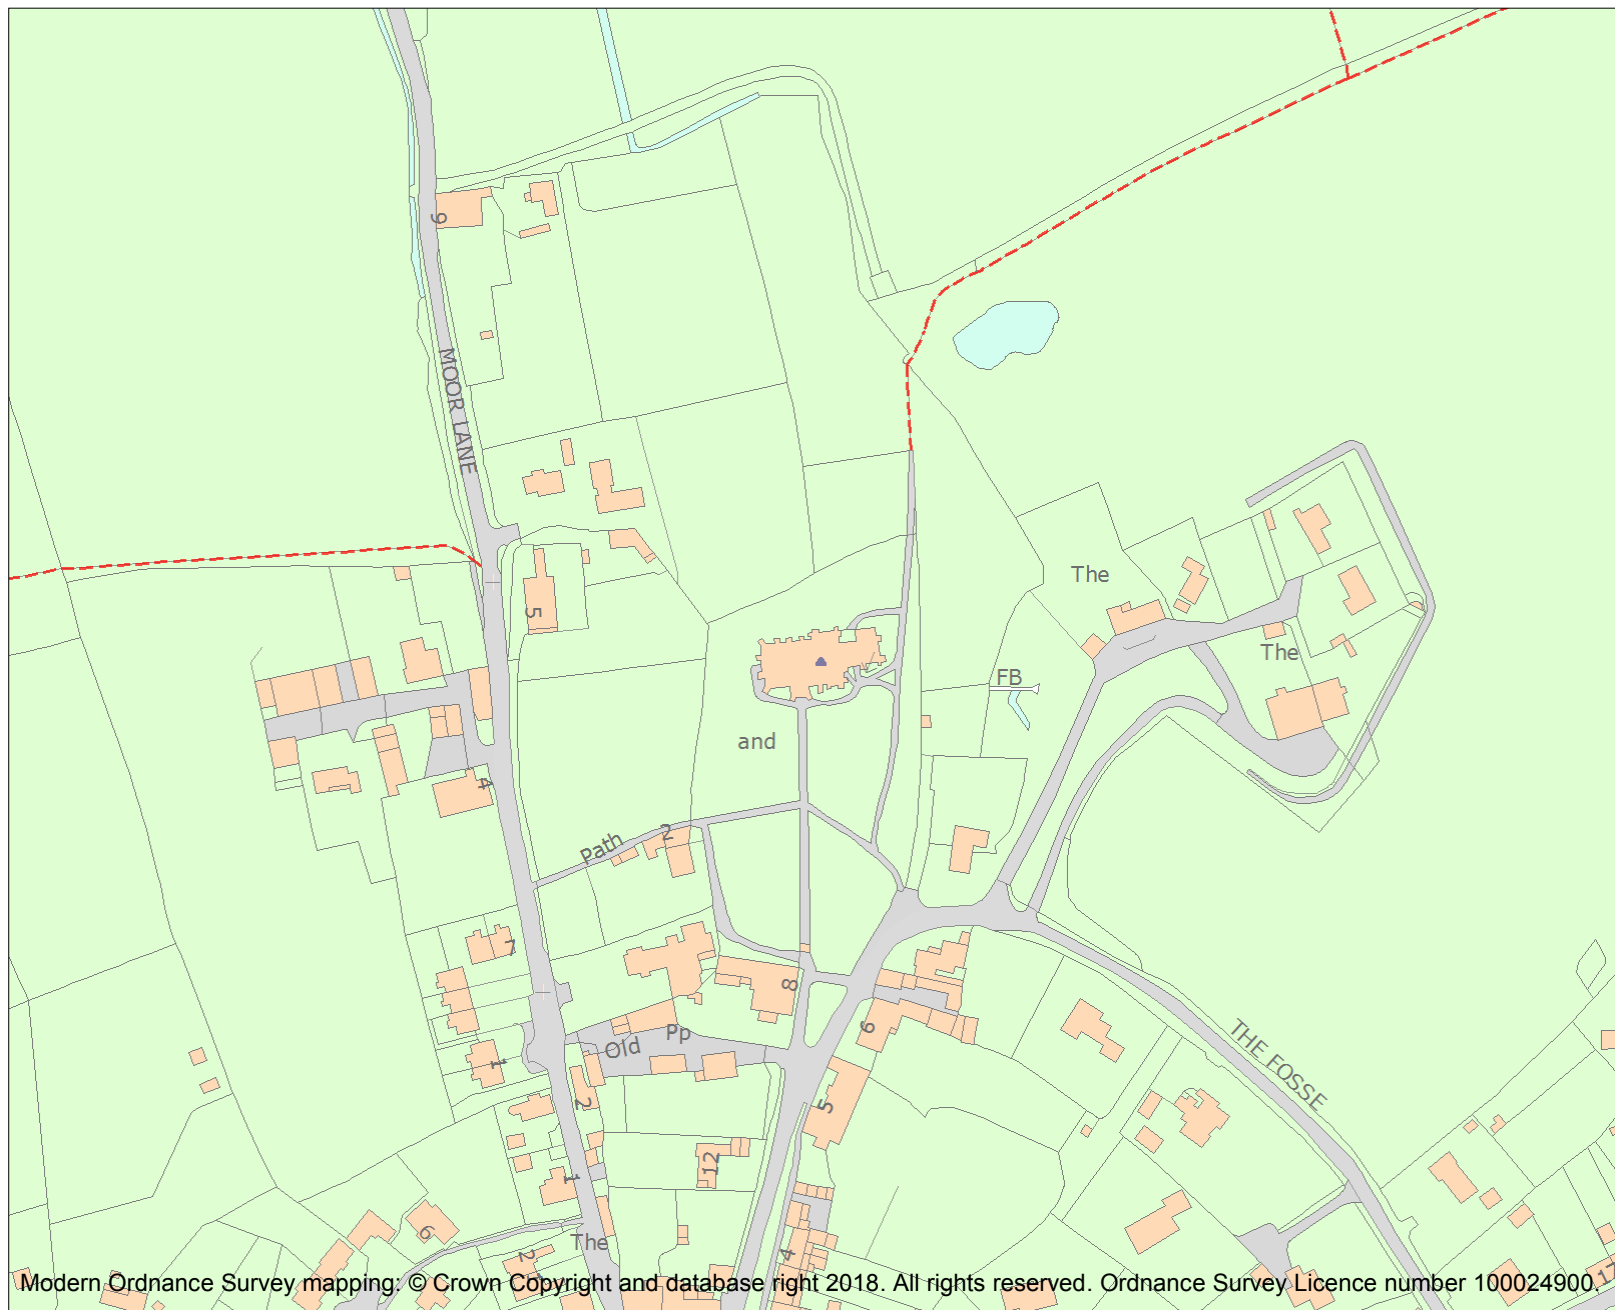 9
MOOR LANE
The
5
The
FB
and
4
Path
2
7
8
6
Pp
Old
THE FOSSE
1
2
5
12
1
6
The
2
4
17
Modern Ordnance Survey mapping: © Crown Copyright and database right 2018. All rights reserved. Ordnance Survey Licence number 100024900.